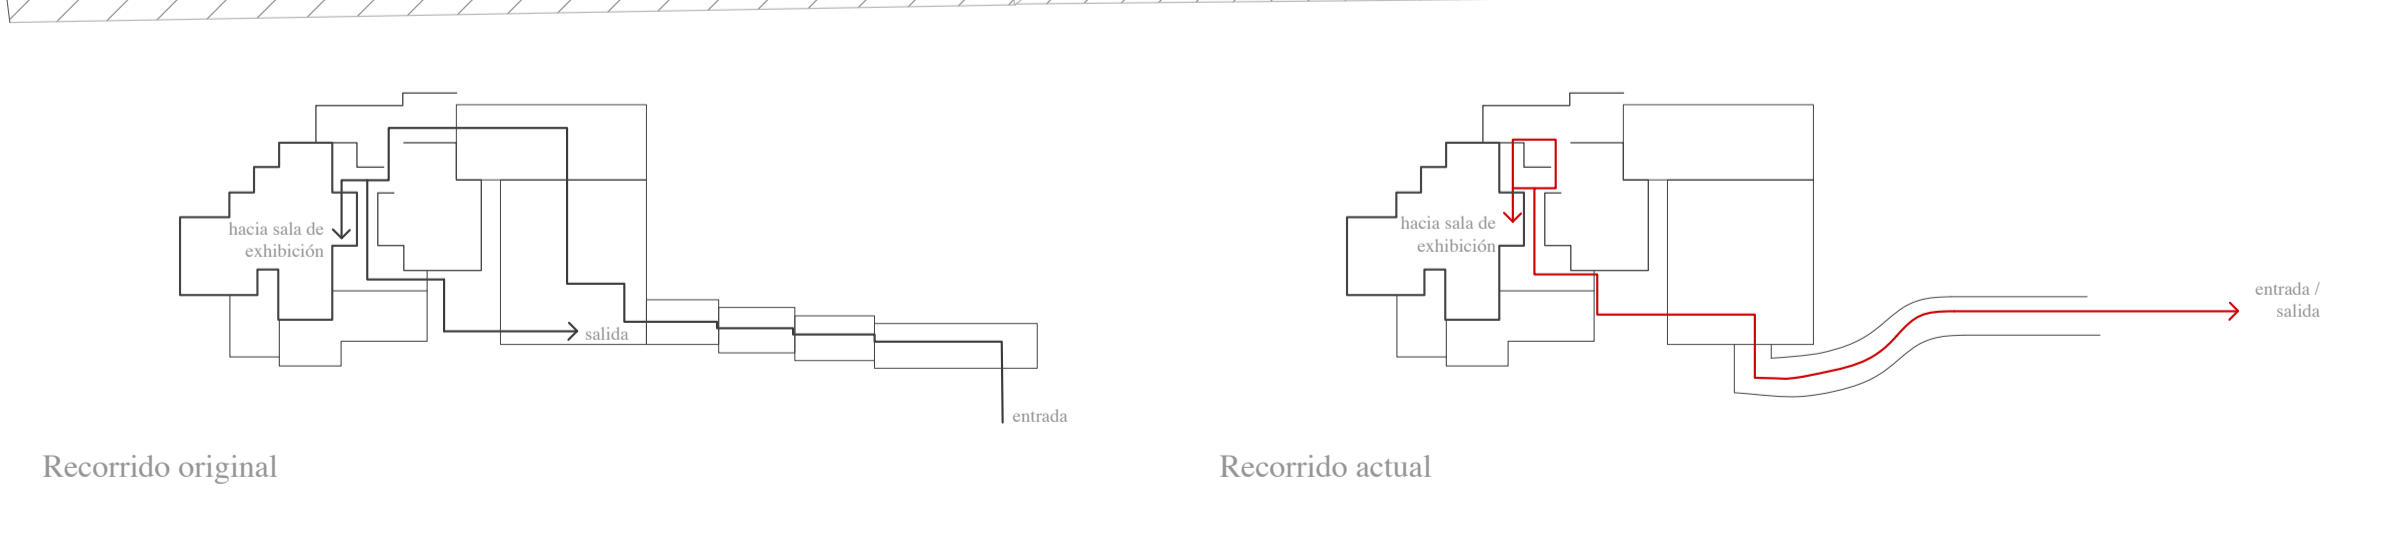 hacia sala de
exhibición
salida
entrada
Recorrido original
hacia sala de
exhibición
entrada /
salida
Recorrido actual